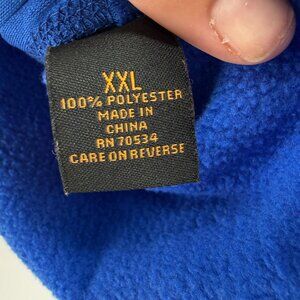 XXL
100% POLYESTER
MADE IN
CHINA
RN 70534
CARE ON REVERSE